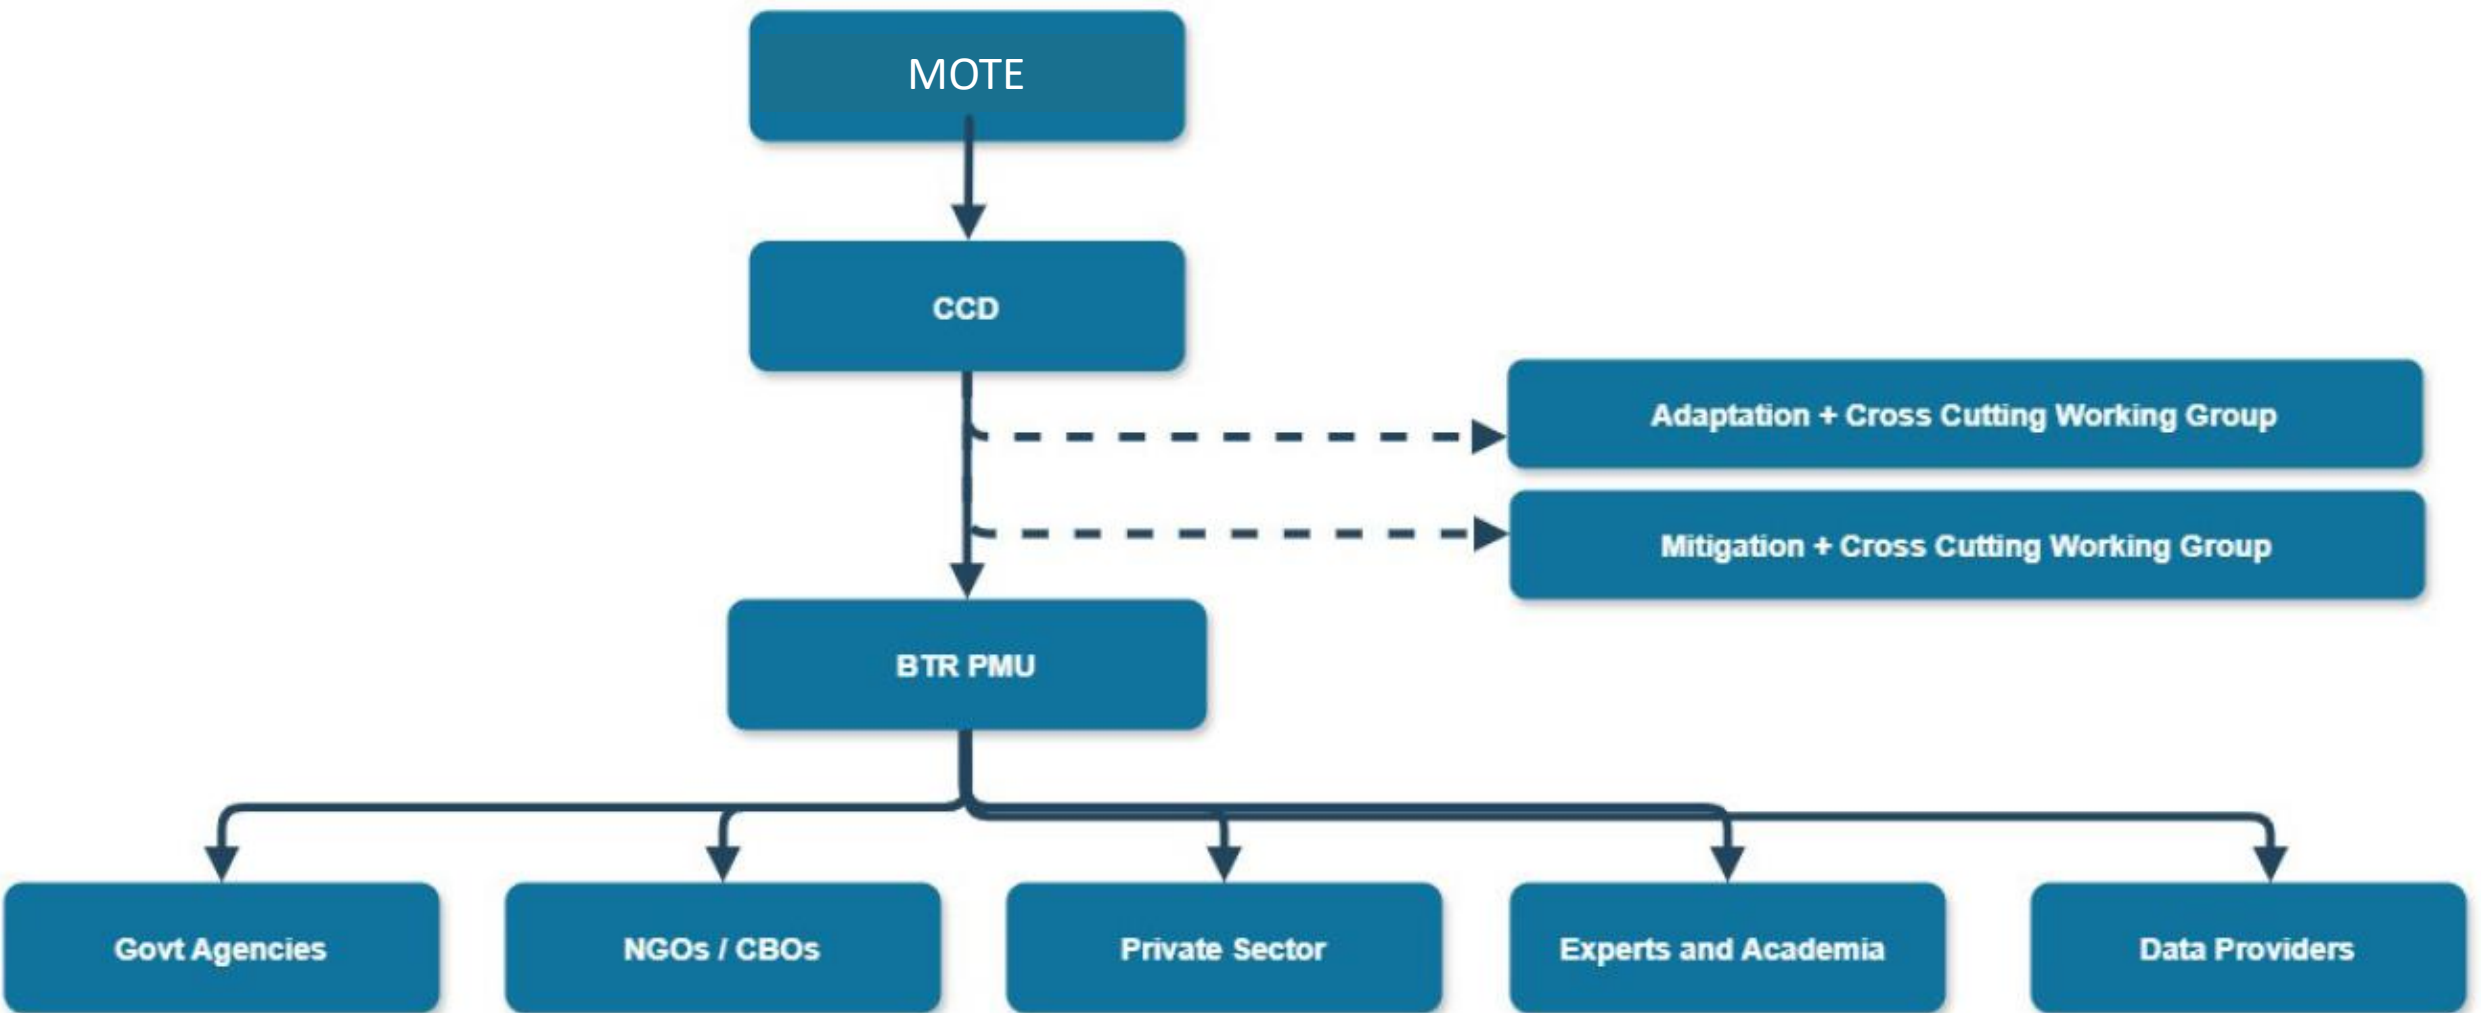 MOTE
CCD
Adaptation + Cross Cutting Working Group
Mitigation + Cross Cutting Working Group
BTR PMU
Govt Agencies
NGOs / CBOs
Private Sector
Experts and Academia
Data Providers